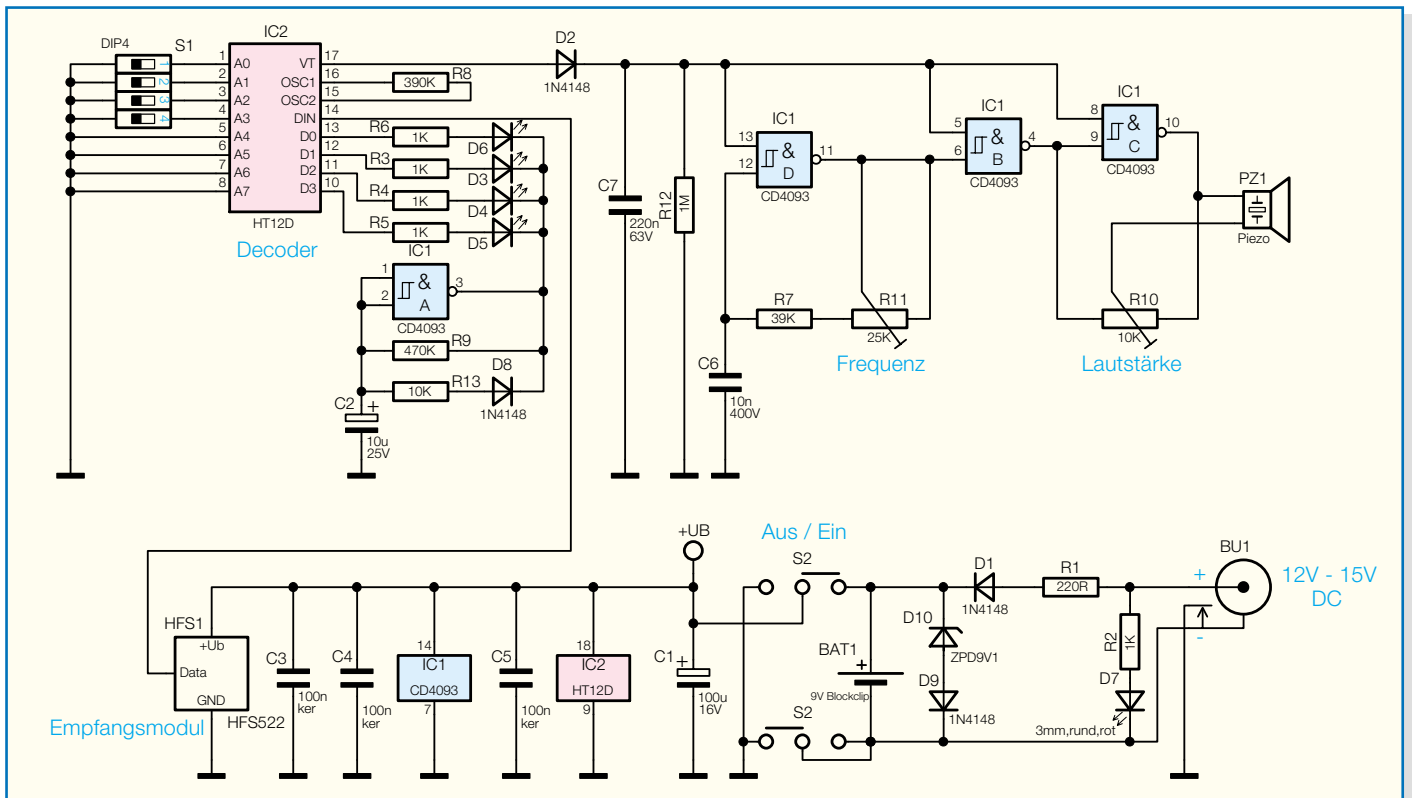 IC2
DIP4 S1
1
2
3
4
1 A0
2 A1
3 A2
4 A3
5 A4
6 A5
7 A6
8 A7
VT 17
OSC1 16
OSC2 15
DIN 14
D0 13
D1 12
D2 11
D3 10
HT12D
Decoder
390K R8
D2
1N4148
R6 1K D6
R3 1K D3
R4 1K D4
R5 1K D5
IC1
1
2
&
A
3
CD4093
470K R9
10K R13
D8
1N4148
C2 +
10u
25V
C7
220n
63V
R12
1M
IC1
13
12
&
D
11
CD4093
IC1
5
6
&
B
4
CD4093
IC1
8
9
&
C
10
CD4093
PZ1
Piezo
R7
39K
R11
25K
Frequenz
R10
10K
Lautstärke
C6
10n
400V
+UB
Aus / Ein
HFS1
+Ub
Data
GND
HFS522
Empfangsmodul
C3
100n
ker
C4
100n
ker
14
IC1
CD4093
7
C5
100n
ker
18
IC2
HT12D
9
C1 +
100u
16V
S2
S2
BAT1
+
9V Blockclip
D10
ZPD9V1
D9
1N4148
D1
1N4148
R1
220R
R2
1K
D7
3mm,rund,rot
BU1
+
-
12V - 15V
DC